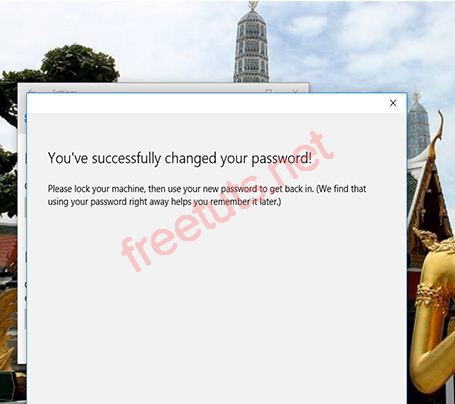 You've successfully changed your password!
Please lock your machine, then use your new password to get back in. (We find that
using your password right away helps you remember it later.)
freetuts.net